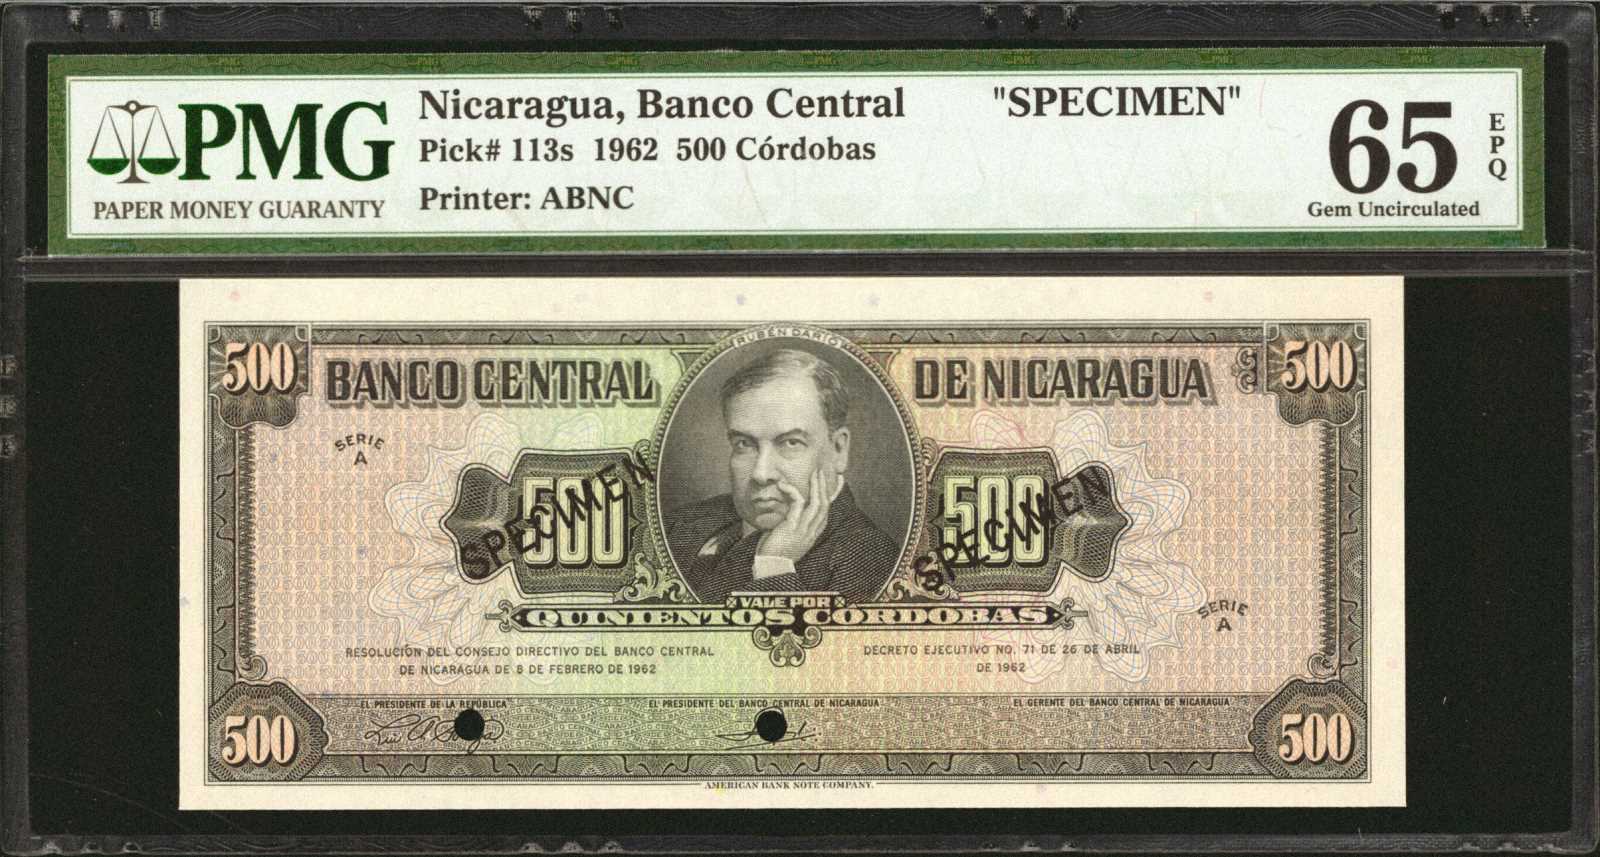 PMG
PAPER MONEY GUARANTY
Nicaragua, Banco Central "SPECIMEN"
Pick# 113s 1962 500 Córdobas
Printer: ABNC
65 EPQ
Gem Uncirculated
500 500
RUBÉN DARÍO
BANCO CENTRAL DE NICARAGUA
SERIE
A
500 500
SPECIMEN SPECIMEN
VALE POR
QUINIENTOS CÓRDOBAS
SERIE
A
RESOLUCIÓN DEL CONSEJO DIRECTIVO DEL BANCO CENTRAL
DE NICARAGUA DE 8 DE FEBRERO DE 1962
DECRETO EJECUTIVO NO. 71 DE 26 DE ABRIL
DE 1962
EL PRESIDENTE DE LA REPÚBLICA EL PRESIDENTE DEL BANCO CENTRAL DE NICARAGUA EL GERENTE DEL BANCO CENTRAL DE NICARAGUA
500 500
AMERICAN BANK NOTE COMPANY.